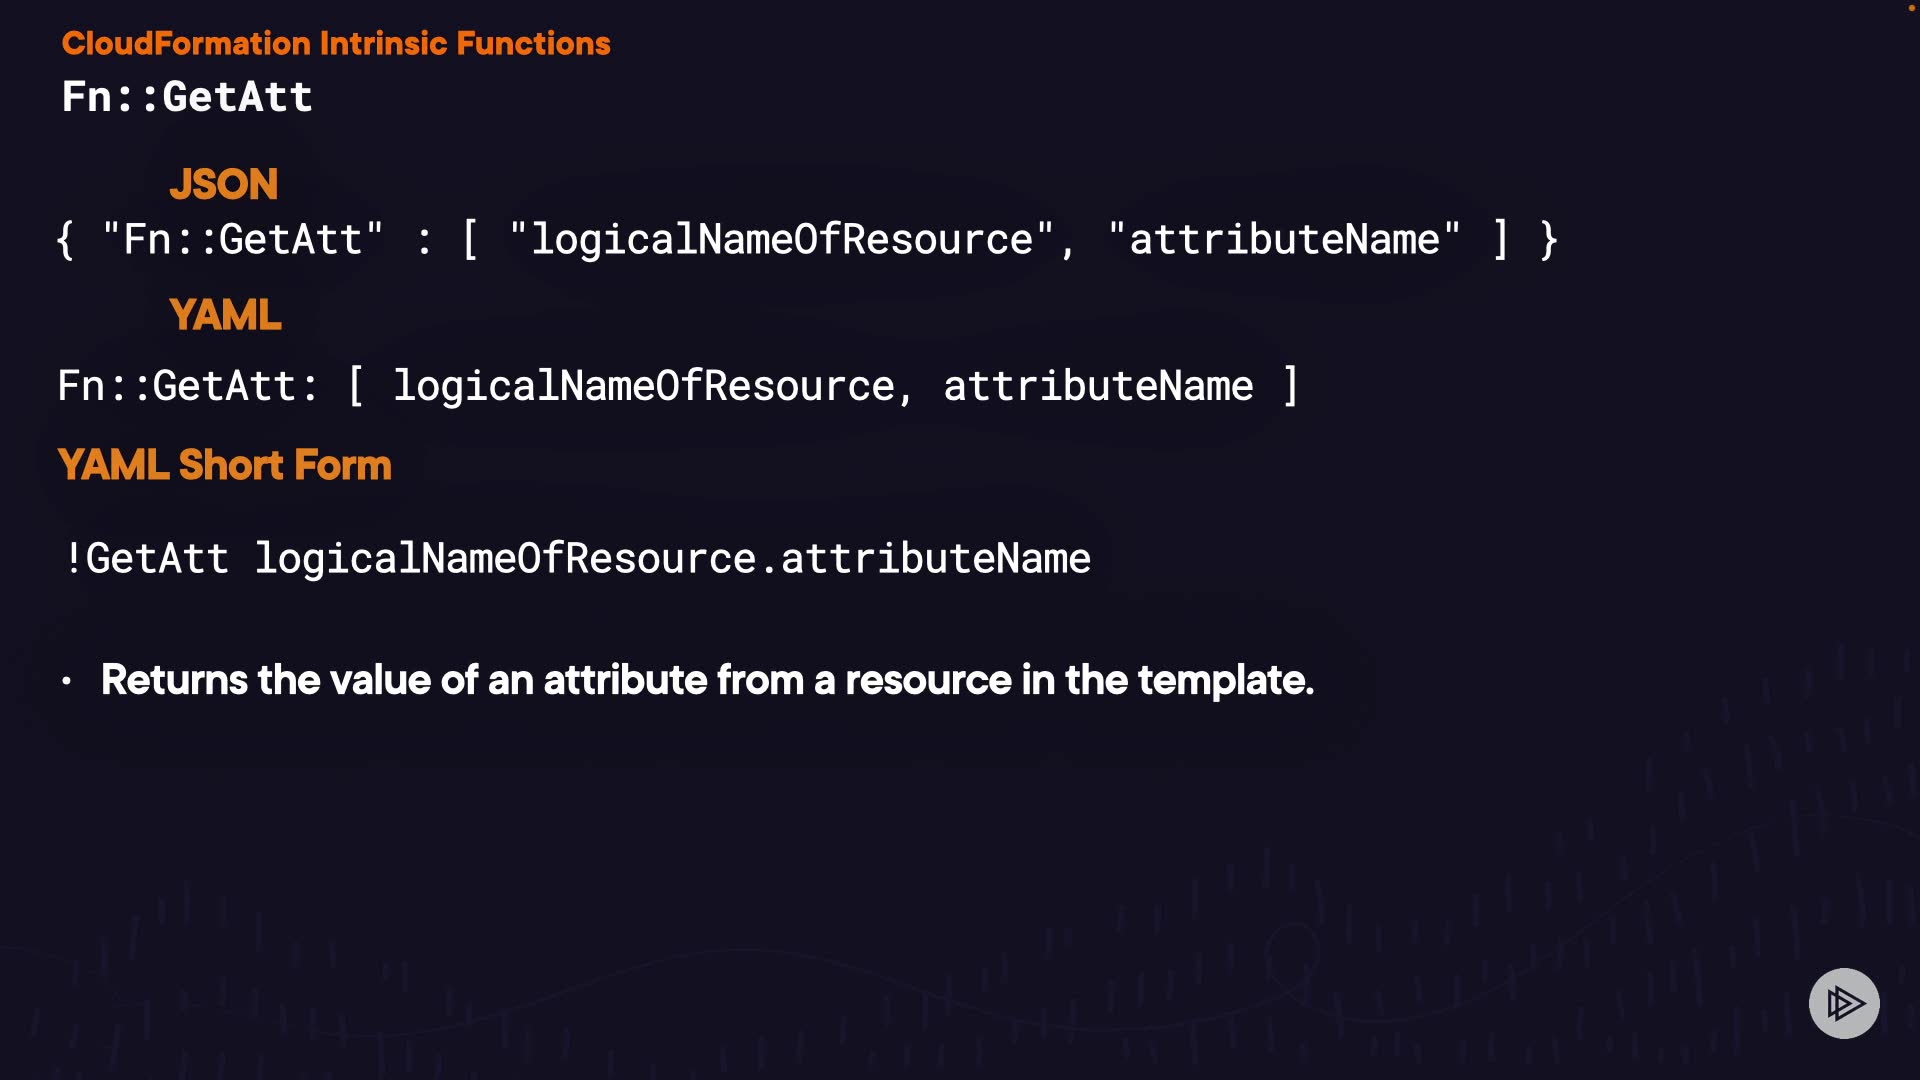 CloudFormation Intrinsic Functions
Fn::GetAtt
JSON
{ "Fn::GetAtt" : [ "logicalNameOfResource", "attributeName" ] }
YAML
Fn::GetAtt: [ logicalNameOfResource, attributeName ]
YAML Short Form
!GetAtt logicalNameOfResource.attributeName
• Returns the value of an attribute from a resource in the template.